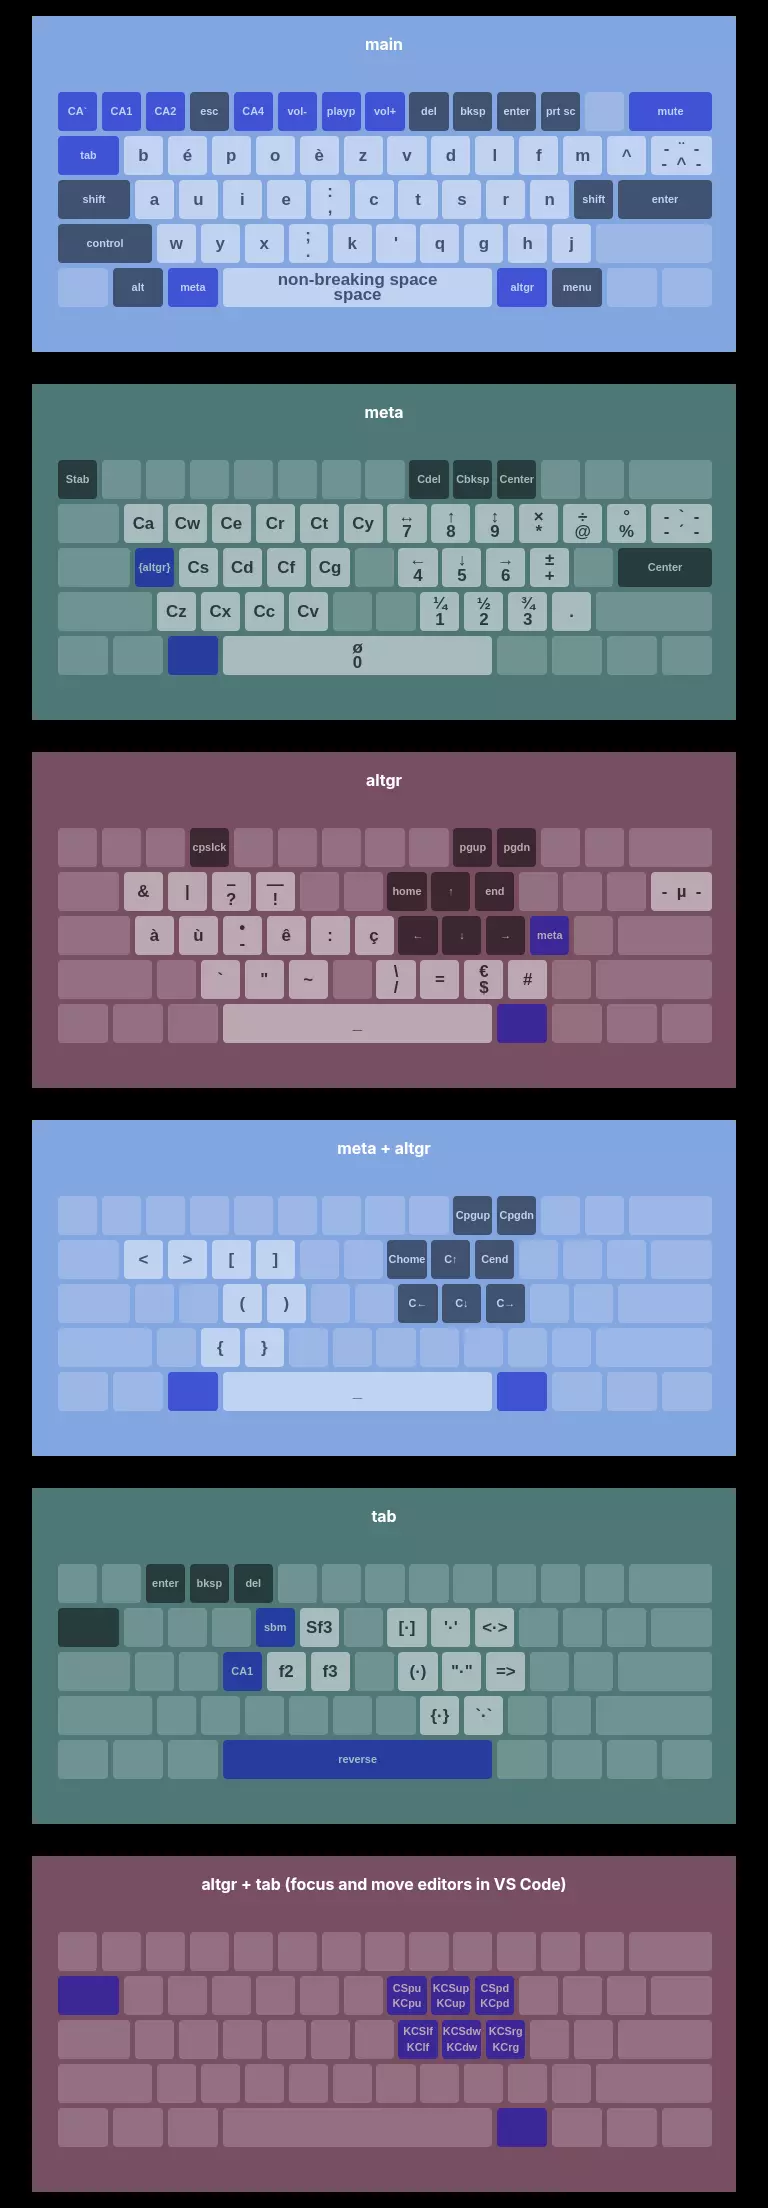 main
CA` CA1 CA2 esc CA4 vol- playp vol+ del bksp enter prt sc mute
tab b é p o è z v d l f m ^ - ¨ -
- ^ -
shift a u i e :
, c t s r n shift enter
control w y x ;
. k ' q g h j
alt meta non-breaking space
space altgr menu
meta
Stab Cdel Cbksp Center
Ca Cw Ce Cr Ct Cy ↔ ↑ ↕ × ÷ ° - ` -
7 8 9 * @ % - ´ -
{altgr} Cs Cd Cf Cg ← ↓ → ± Center
4 5 6 +
Cz Cx Cc Cv ¼ ½ ¾ .
1 2 3
ø
0
altgr
cpslck pgup pgdn
& | – — home ↑ end - µ -
? !
à ù • ê : ç ← ↓ → meta
-
` " ~ \ = € #
/ $
_
meta + altgr
Cpgup Cpgdn
< > [ ] Chome C↑ Cend
( ) C← C↓ C→
{ }
_
tab
enter bksp del
sbm Sf3 [·] '·' <·>
CA1 f2 f3 (·) "·" =>
{·} `·`
reverse
altgr + tab (focus and move editors in VS Code)
CSpu KCSup CSpd
KCpu KCup KCpd
KCSlf KCSdw KCSrg
KClf KCdw KCrg